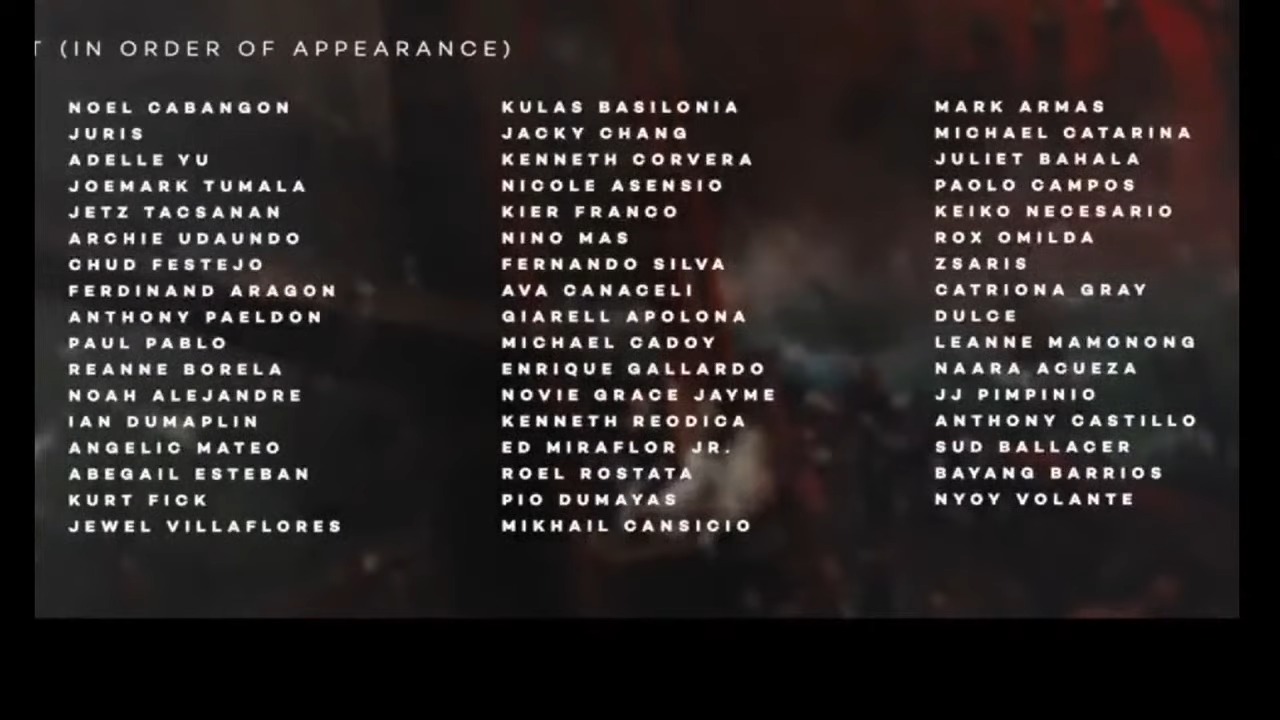 (IN ORDER OF APPEARANCE)
NOEL CABANGON
JURIS
ADELLE YU
JOEMARK TUMALA
JETZ TACSANAN
ARCHIE UDAUNDO
CHUD FESTEJO
FERDINAND ARAGON
ANTHONY PAELDON
PAUL PABLO
REANNE BORELA
NOAH ALEJANDRE
IAN DUMAPLIN
ANGELIC MATEO
ABEGAIL ESTEBAN
KURT FICK
JEWEL VILLAFLORES
KULAS BASILONIA
JACKY CHANG
KENNETH CORVERA
NICOLE ASENSIO
KIER FRANCO
NINO MAS
FERNANDO SILVA
AVA CANACELI
GIARELL APOLONA
MICHAEL CADOY
ENRIQUE GALLARDO
NOVIE GRACE JAYME
KENNETH REODICA
ED MIRAFLOR JR.
ROEL ROSTATA
PIO DUMAYAS
MIKHAIL CANSICIO
MARK ARMAS
MICHAEL CATARINA
JULIET BAHALA
PAOLO CAMPOS
KEIKO NECESARIO
ROX OMILDA
ZSARIS
CATRIONA GRAY
DULCE
LEANNE MAMONONG
NAARA ACUEZA
JJ PIMPINIO
ANTHONY CASTILLO
SUD BALLACER
BAYANG BARRIOS
NYOY VOLANTE